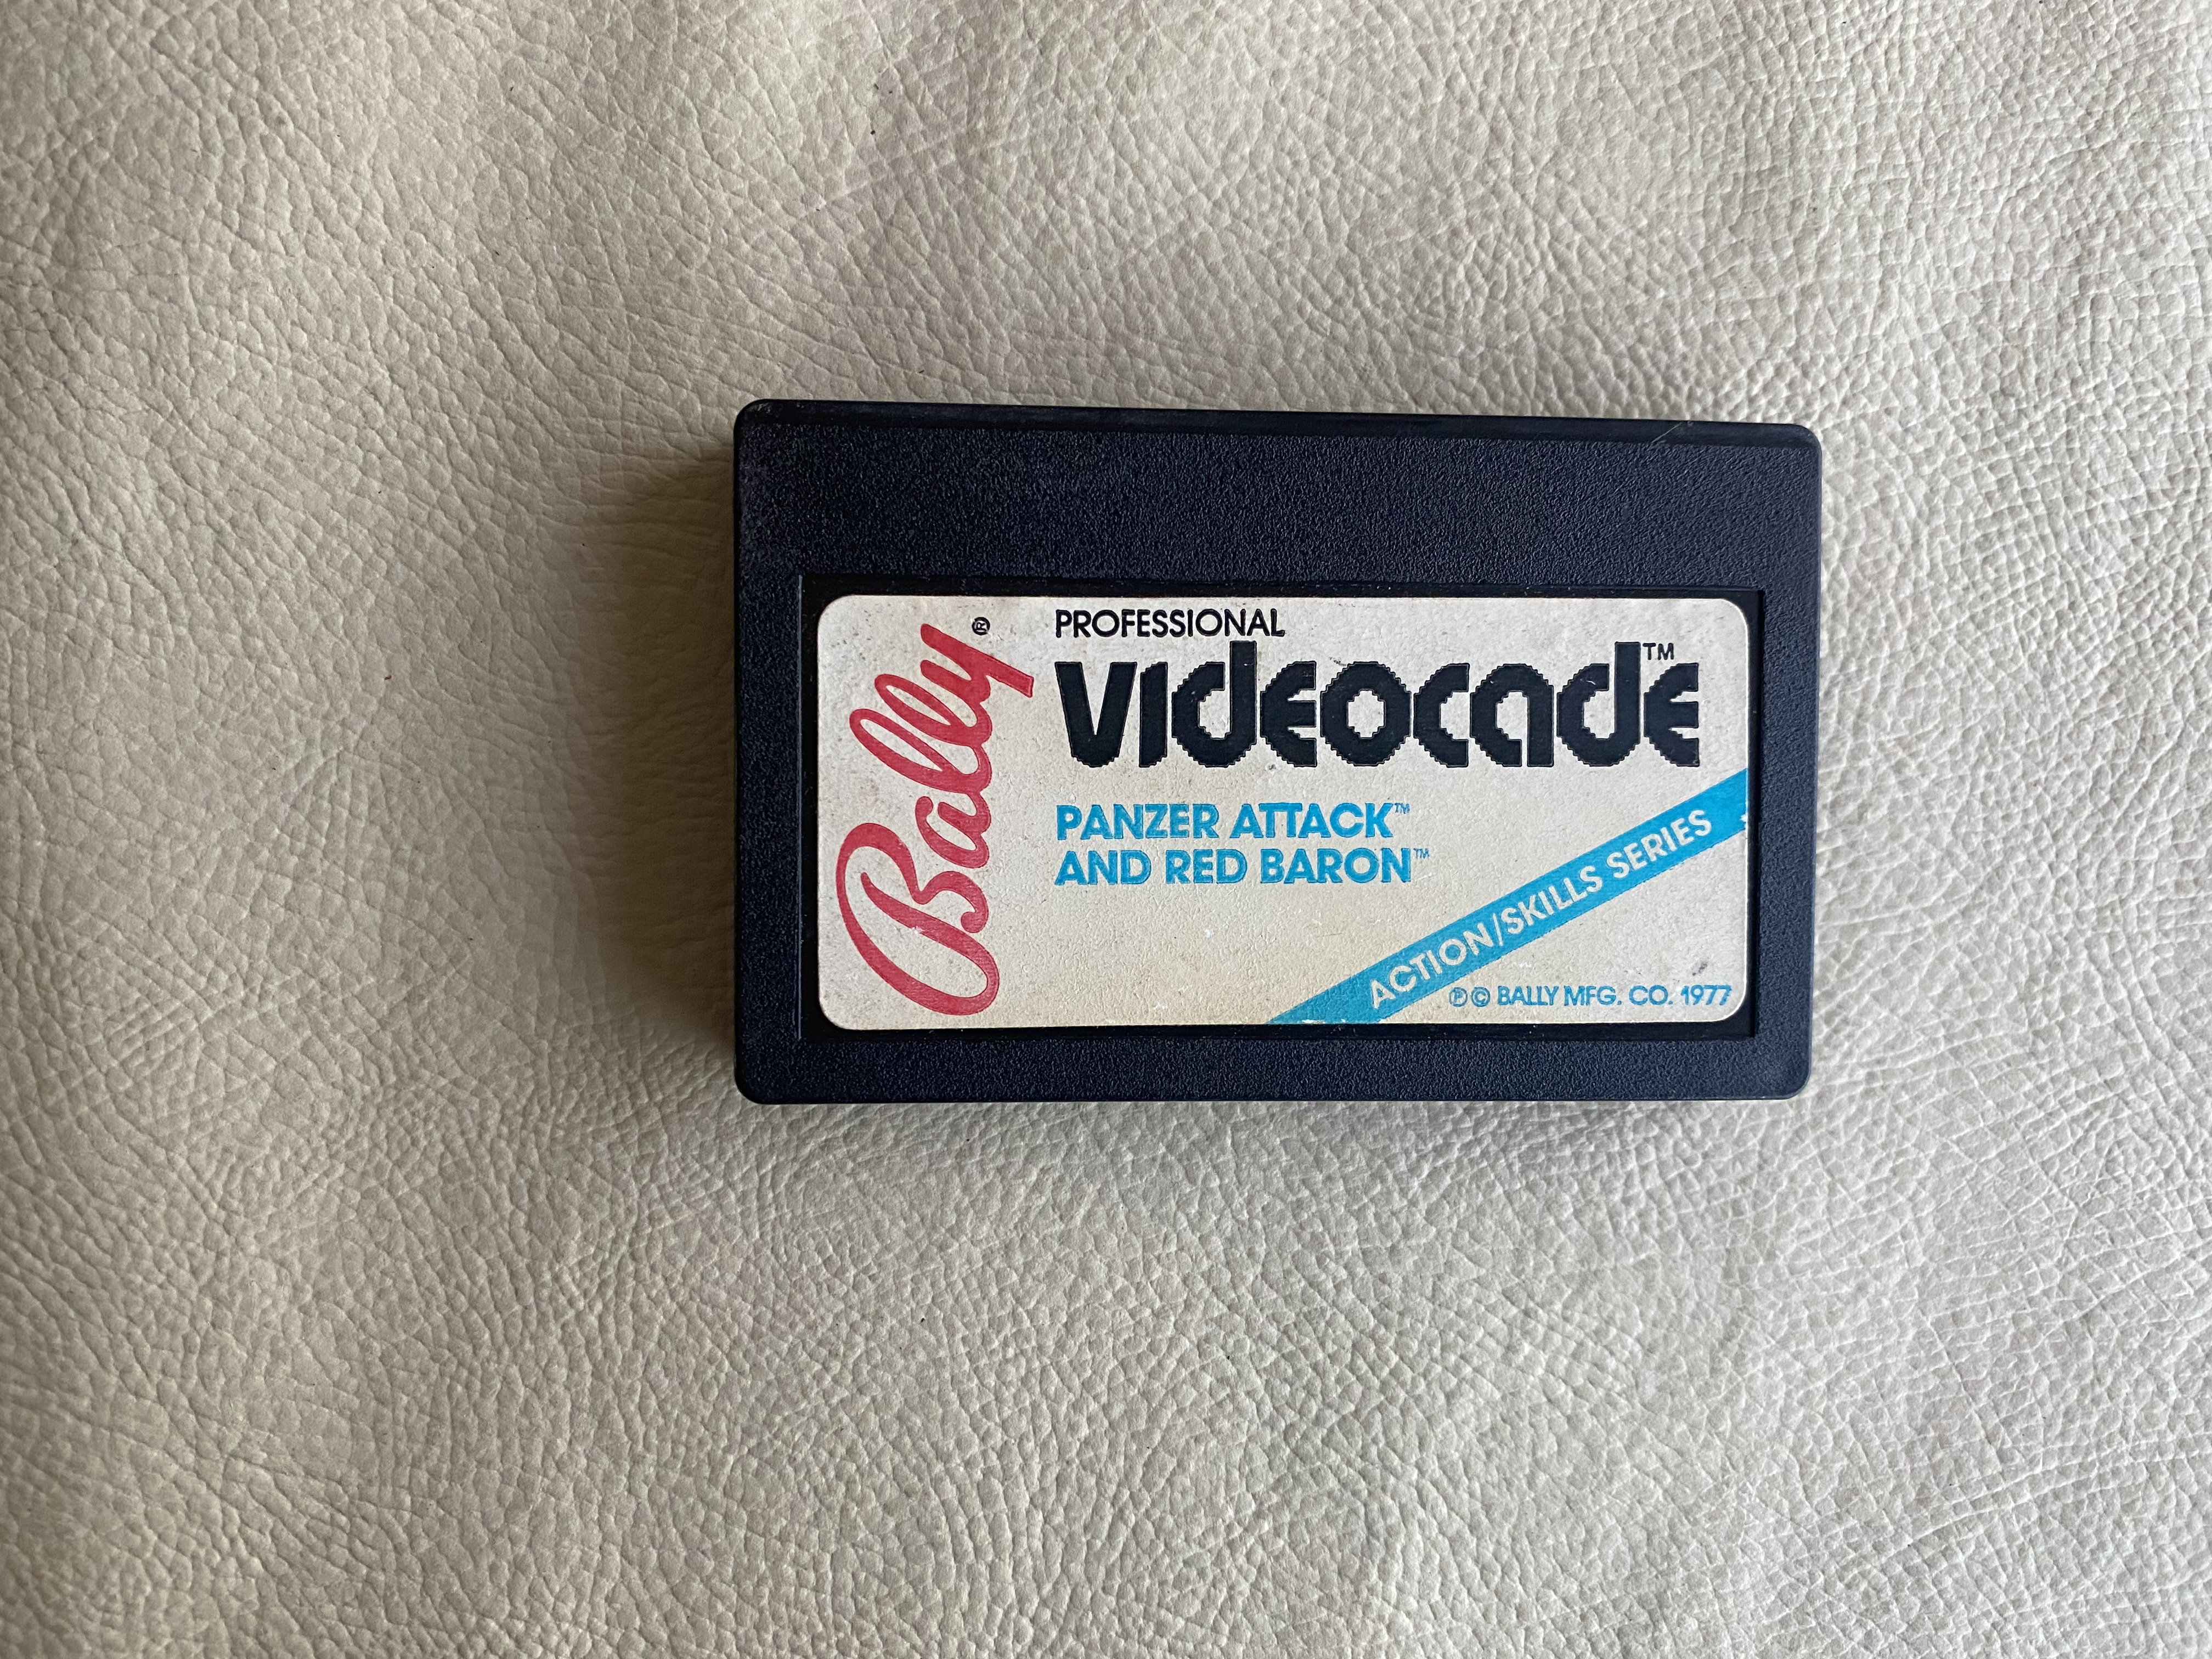 Bally®
PROFESSIONAL
VIDEOCADE™
PANZER ATTACK™
AND RED BARON™
ACTION/SKILLS SERIES
℗ © BALLY MFG. CO. 1977